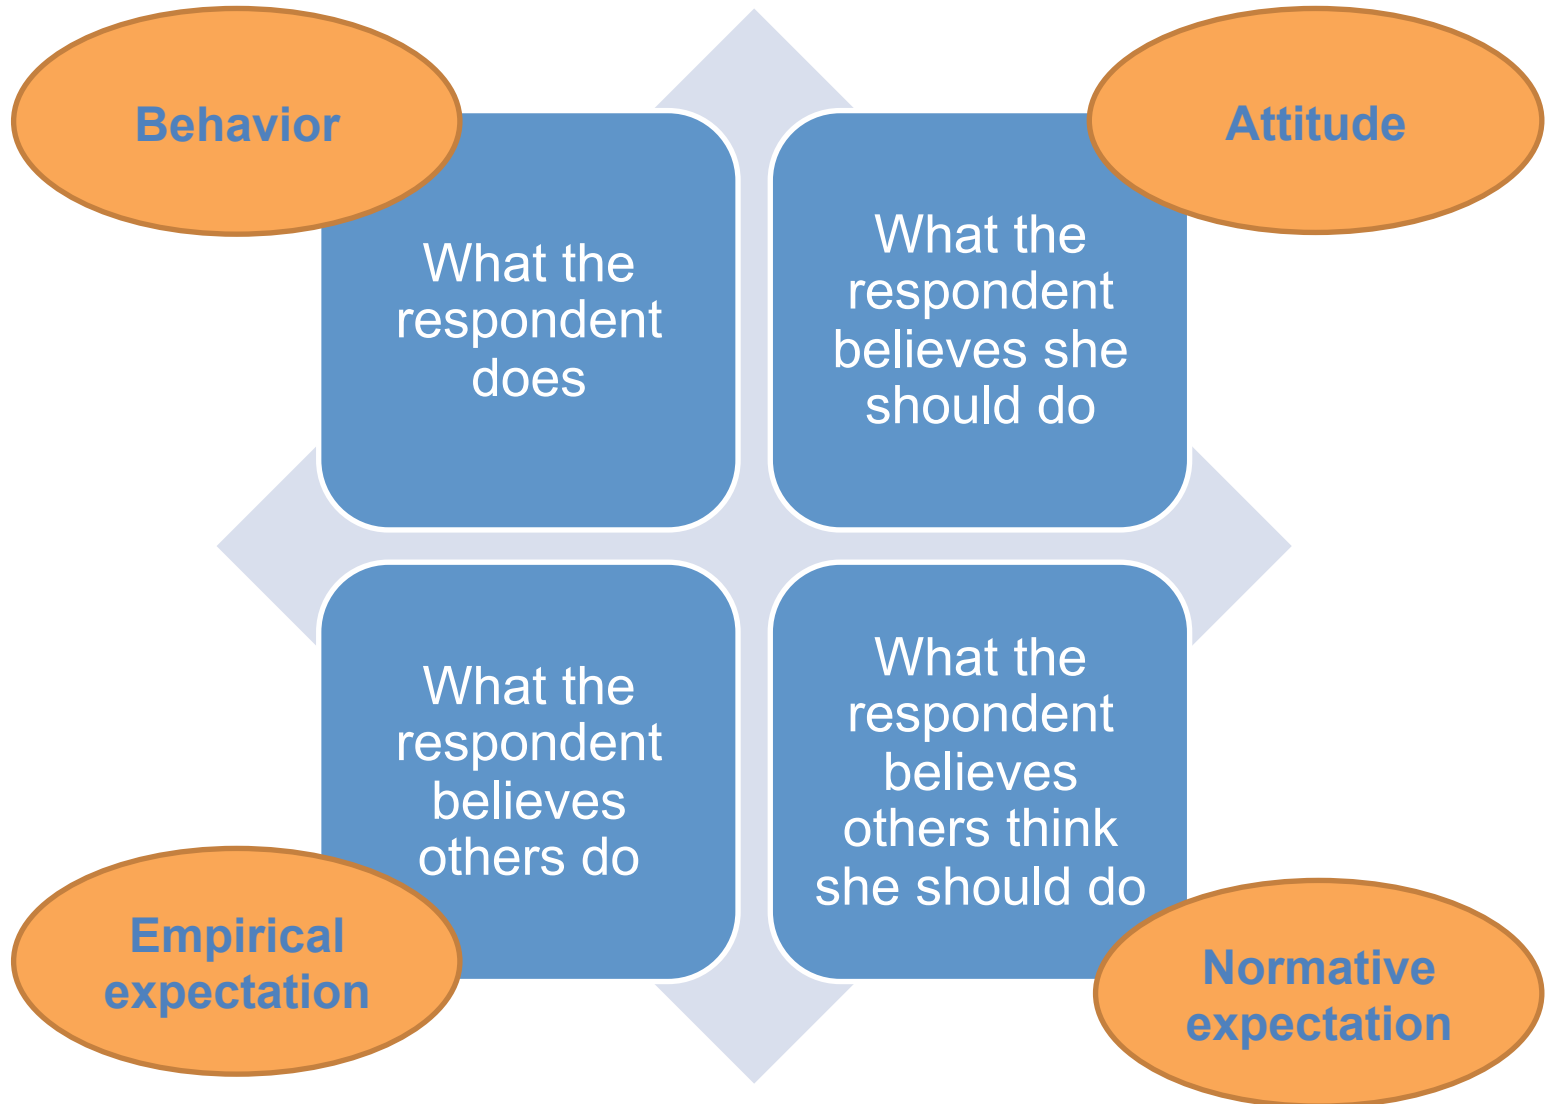 Behavior
What the
respondent
does
Attitude
What the
respondent
believes she
should do
Empirical
expectation
What the
respondent
believes
others do
Normative
expectation
What the
respondent
believes
others think
she should do